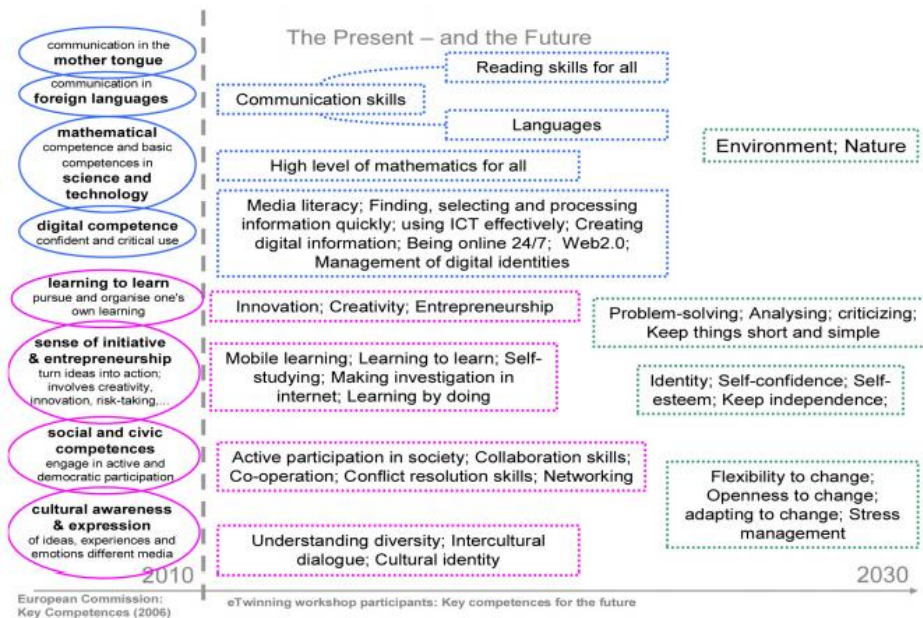 The Present – and the Future
communication in the
mother tongue
communication in
foreign languages
mathematical
competence and basic
competences in
science and
technology
digital competence
confident and critical use
learning to learn
pursue and organise one's
own learning
sense of initiative
& entrepreneurship
turn ideas into action;
involves creativity,
innovation, risk-taking,...
social and civic
competences
engage in active and
democratic participation
cultural awareness
& expression
of ideas, experiences and
emotions different media
2010
European Commission:
Key Competences (2006)
Reading skills for all
Communication skills
Languages
High level of mathematics for all
Media literacy; Finding, selecting and processing
information quickly; using ICT effectively; Creating
digital information; Being online 24/7; Web2.0;
Management of digital identities
Innovation; Creativity; Entrepreneurship
Mobile learning; Learning to learn; Self-
studying; Making investigation in
internet; Learning by doing
Active participation in society; Collaboration skills;
Co-operation; Conflict resolution skills; Networking
Understanding diversity; Intercultural
dialogue; Cultural identity
Environment; Nature
Problem-solving; Analysing; criticizing;
Keep things short and simple
Identity; Self-confidence; Self-
esteem; Keep independence;
Flexibility to change;
Openness to change;
adapting to change; Stress
management
2030
eTwinning workshop participants: Key competences for the future